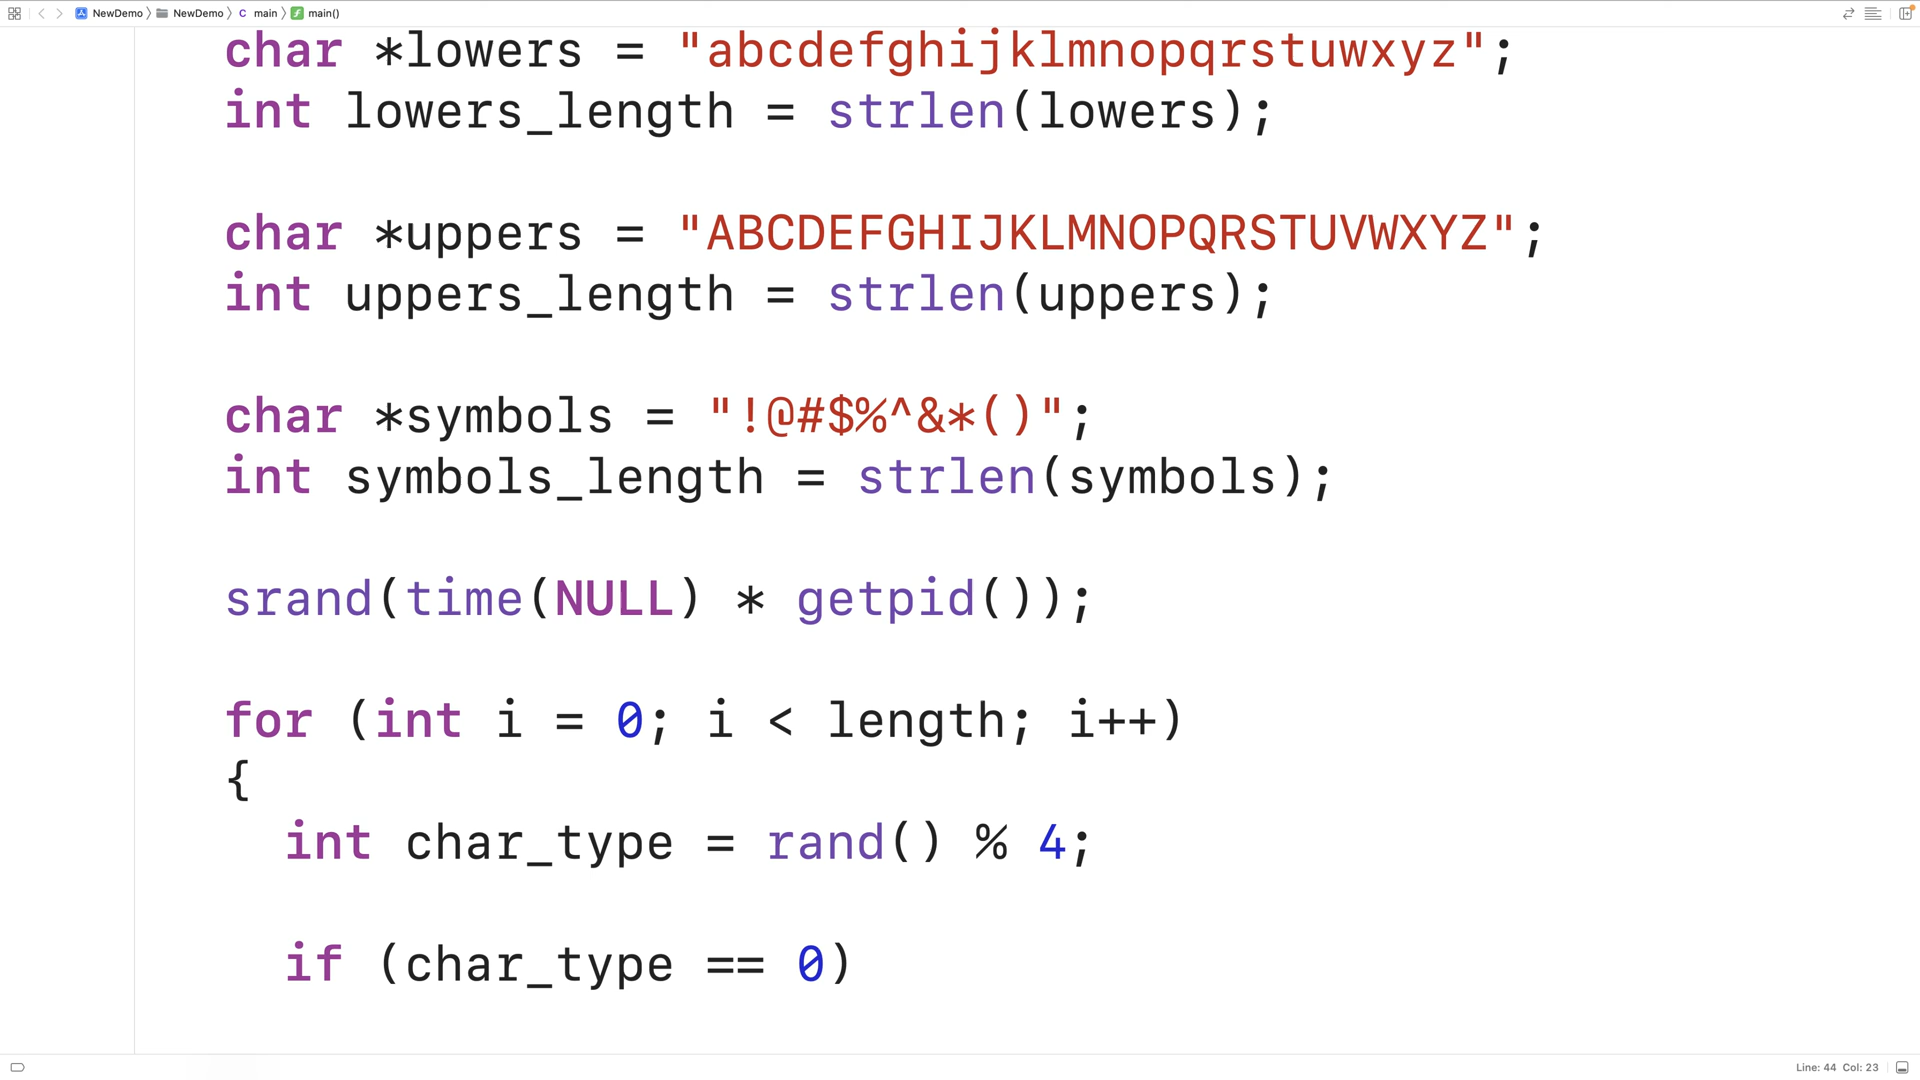 NewDemo 〉 NewDemo 〉 C main 〉 f main()
char *lowers = "abcdefghijklmnopqrstuwxyz";
int lowers_length = strlen(lowers);
char *uppers = "ABCDEFGHIJKLMNOPQRSTUVWXYZ";
int uppers_length = strlen(uppers);
char *symbols = "!@#$%^&*()";
int symbols_length = strlen(symbols);
srand(time(NULL) * getpid());
for (int i = 0; i < length; i++)
{
int char_type = rand() % 4;
if (char_type == 0)
Line: 44 Col: 23